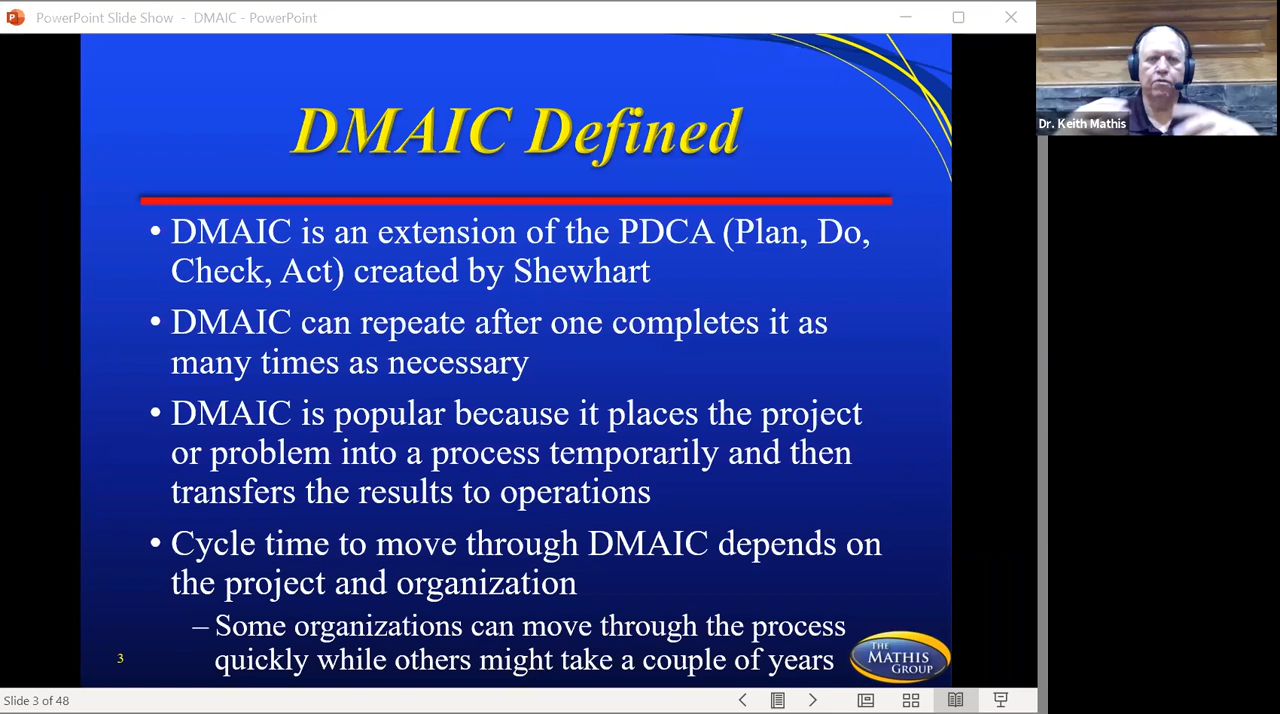 PowerPoint Slide Show - DMAIC - PowerPoint
DMAIC Defined
• DMAIC is an extension of the PDCA (Plan, Do,
Check, Act) created by Shewhart
• DMAIC can repeat after one completes it as
many times as necessary
• DMAIC is popular because it places the project
or problem into a process temporarily and then
transfers the results to operations
• Cycle time to move through DMAIC depends on
the project and organization
– Some organizations can move through the process
quickly while others might take a couple of years
3
THE
MATHIS
GROUP
Slide 3 of 48
Dr. Keith Mathis